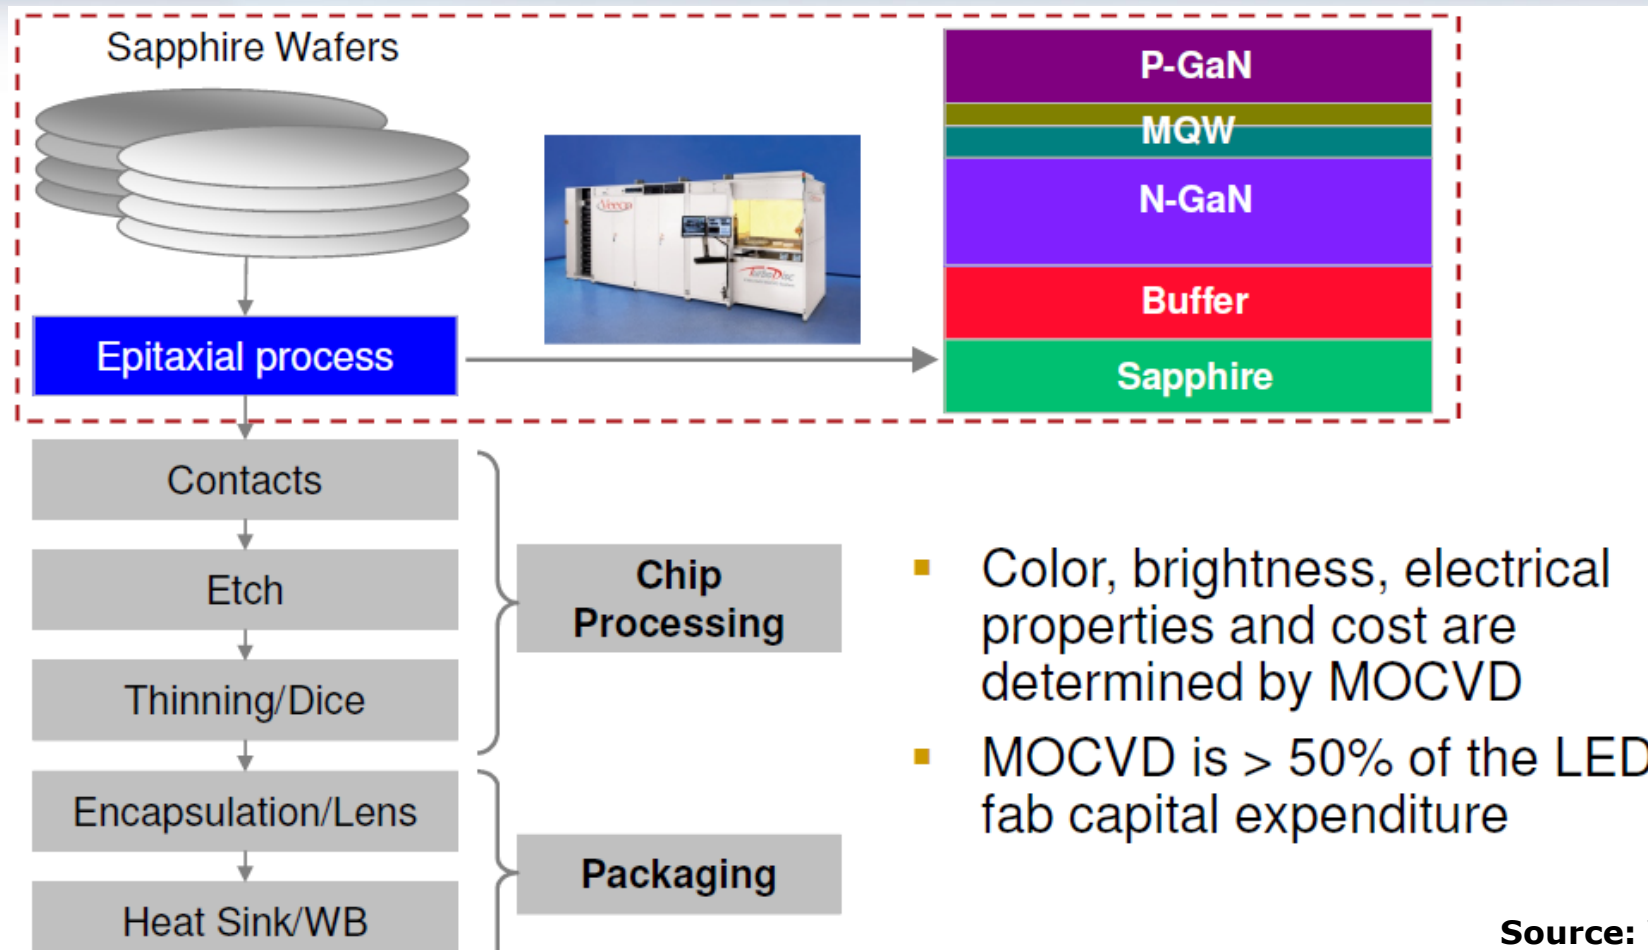 Sapphire Wafers
Veeco
TurboDisc
P-GaN
MQW
N-GaN
Buffer
Sapphire
Epitaxial process
Contacts
Etch
Thinning/Dice
Encapsulation/Lens
Heat Sink/WB
Chip
Processing
Packaging
Color, brightness, electrical
properties and cost are
determined by MOCVD
MOCVD is > 50% of the LED
fab capital expenditure
Source: